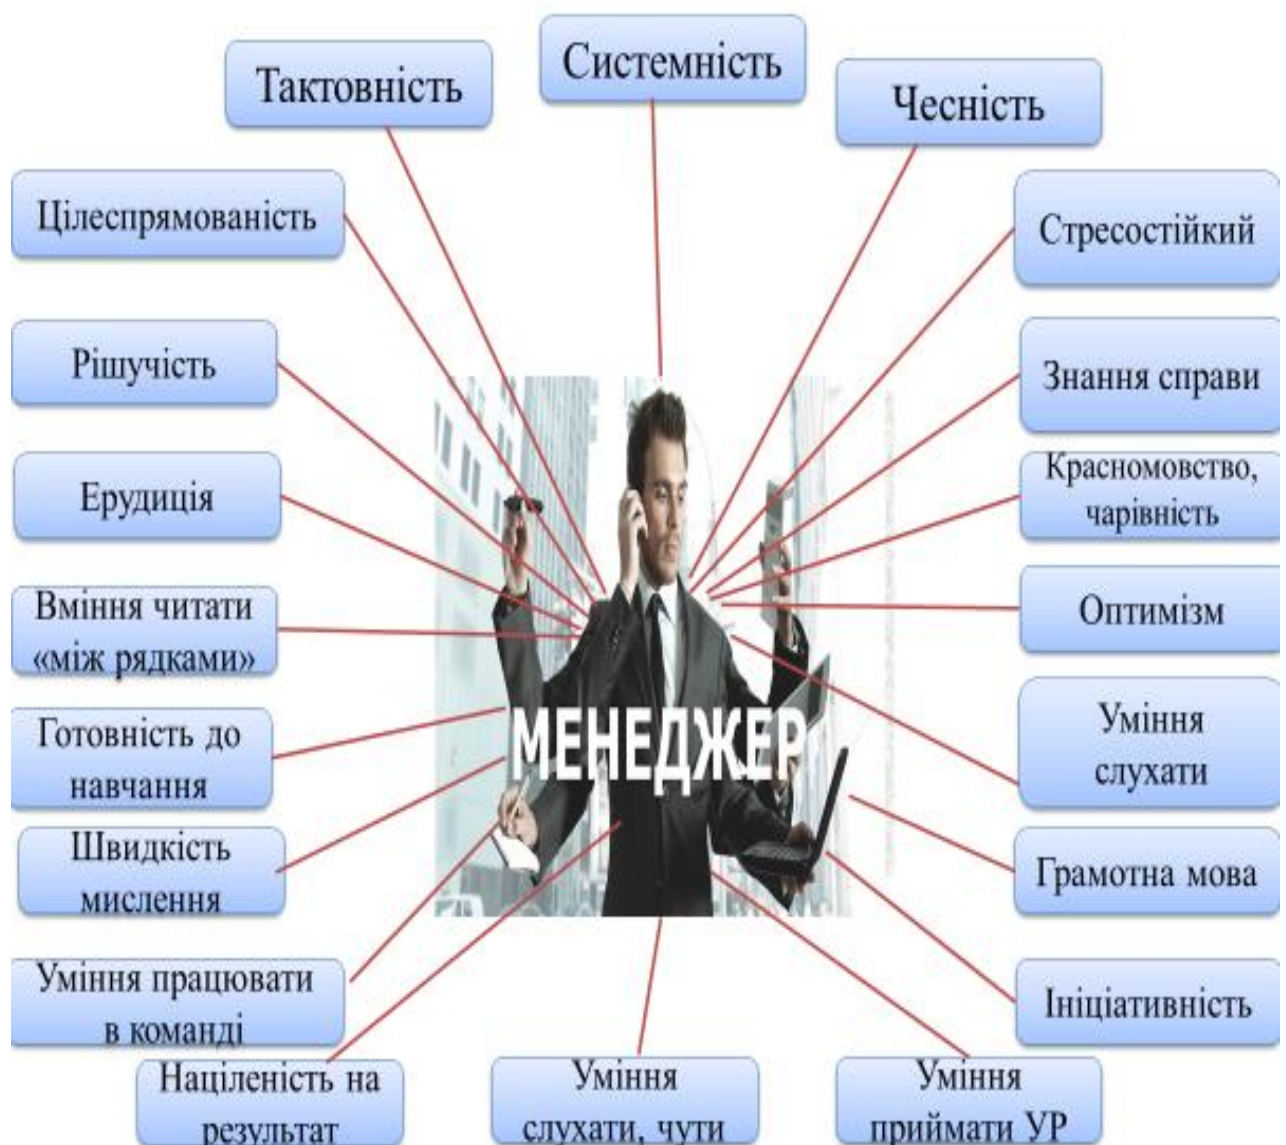 Системність
Тактовність
Чесність
Цілеспрямованість
Стресостійкий
Рішучість
Знання справи
Ерудиція
Красномовство,
чарівність
Вміння читати
«між рядками»
Оптимізм
Готовність до
навчання
Уміння
слухати
МЕНЕДЖЕР
Швидкість
мислення
Грамотна мова
Уміння працювати
в команді
Ініціативність
Націленість на
результат
Уміння
слухати, чути
Уміння
приймати УР